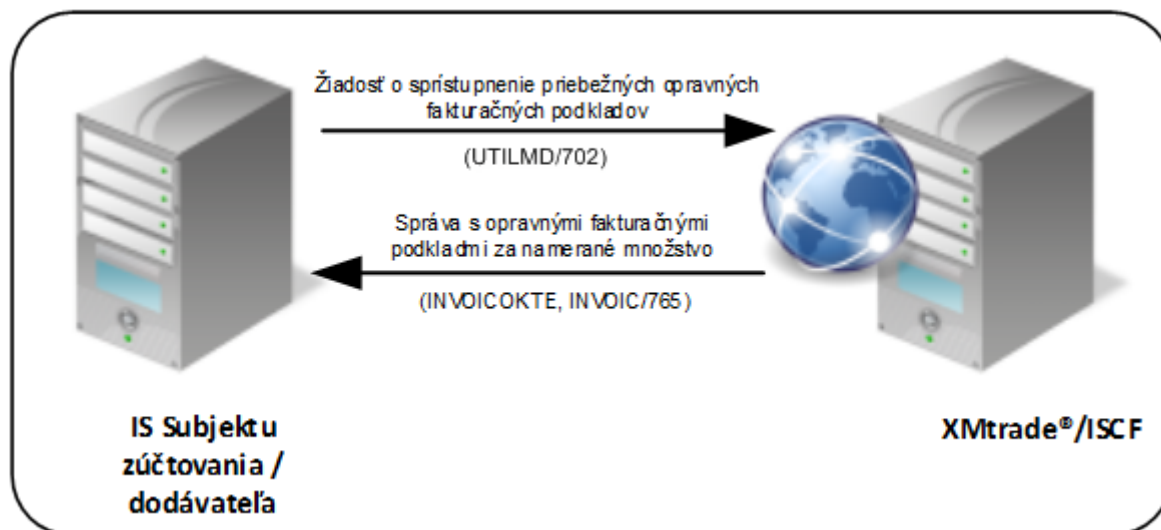 Žiadosť o sprístupnenie priebežných opravných
fakturačných podkladov
(UTILMD/702)
Správa s opravnými fakturačnými
podkladmi za namerané množstvo
(INVOICOKTE, INVOIC/765)
IS Subjektu
zúčtovania /
dodávateľa
XMtrade®/ISCF